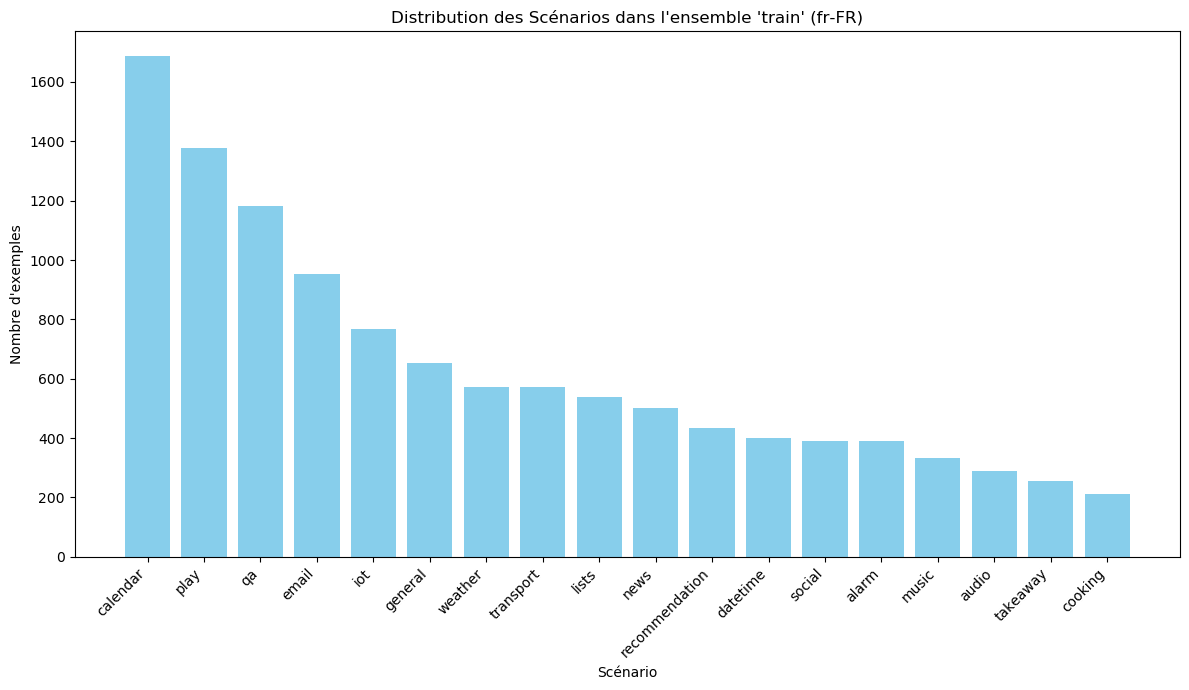 Distribution des Scénarios dans l'ensemble 'train' (fr-FR)
Nombre d'exemples
1600
1400
1200
1000
800
600
400
200
0
calendar
play
qa
email
iot
general
weather
transport
lists
news
recommendation
datetime
social
alarm
music
audio
takeaway
cooking
Scénario